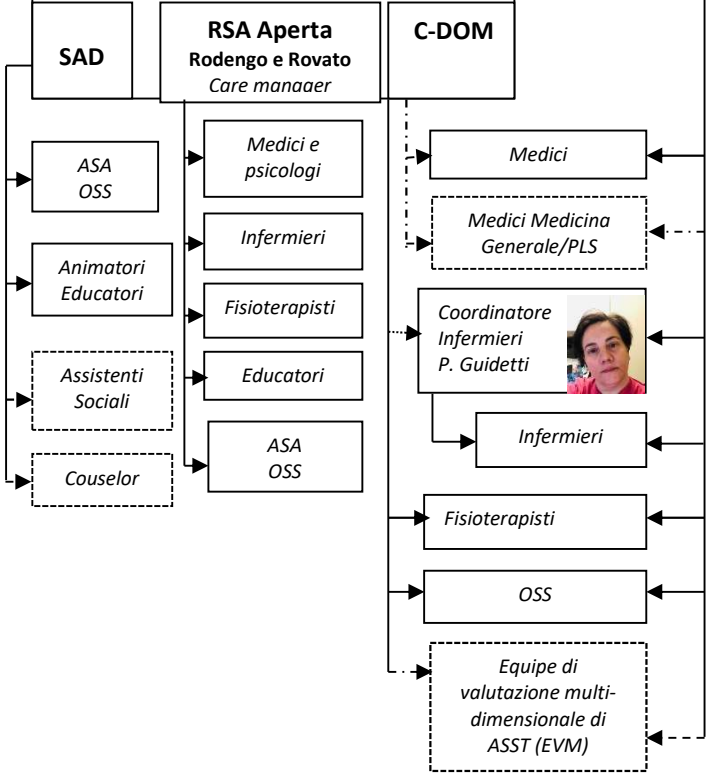 SAD
RSA Aperta
Rodengo e Rovato
Care manager
C-DOM
ASA
OSS
Animatori
Educatori
Assistenti
Sociali
Couselor
Medici e
psicologi
Infermieri
Fisioterapisti
Educatori
ASA
OSS
Medici
Medici Medicina
Generale/PLS
Coordinatore
Infermieri
P. Guidetti
Infermieri
Fisioterapisti
OSS
Equipe di
valutazione multi-
dimensionale di
ASST (EVM)